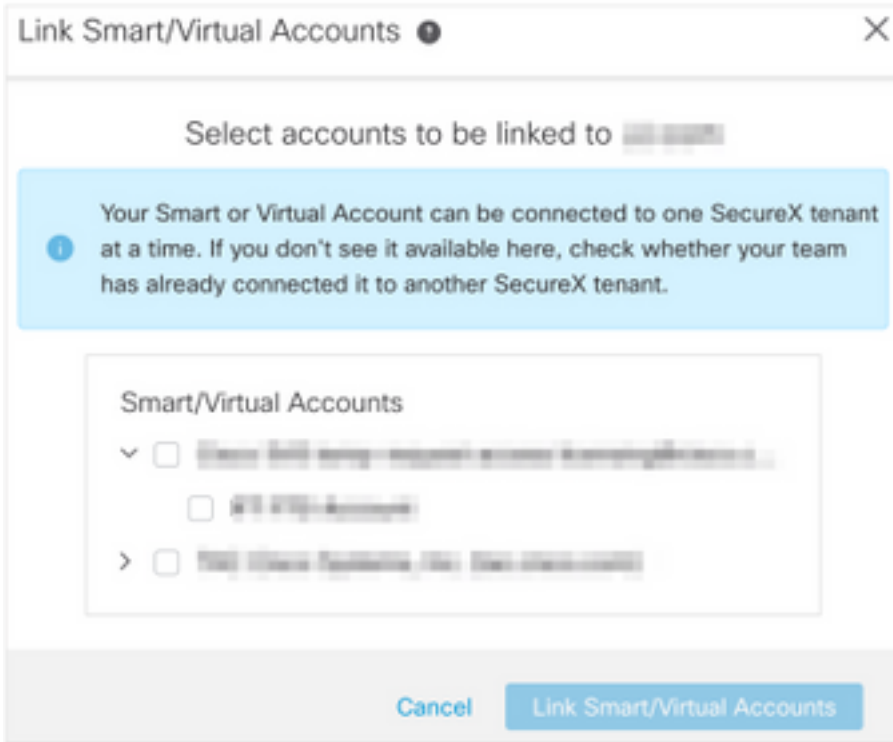 Link Smart/Virtual Accounts
Select accounts to be linked to
Your Smart or Virtual Account can be connected to one SecureX tenant
at a time. If you don't see it available here, check whether your team
has already connected it to another SecureX tenant.
Smart/Virtual Accounts
Cancel
Link Smart/Virtual Accounts